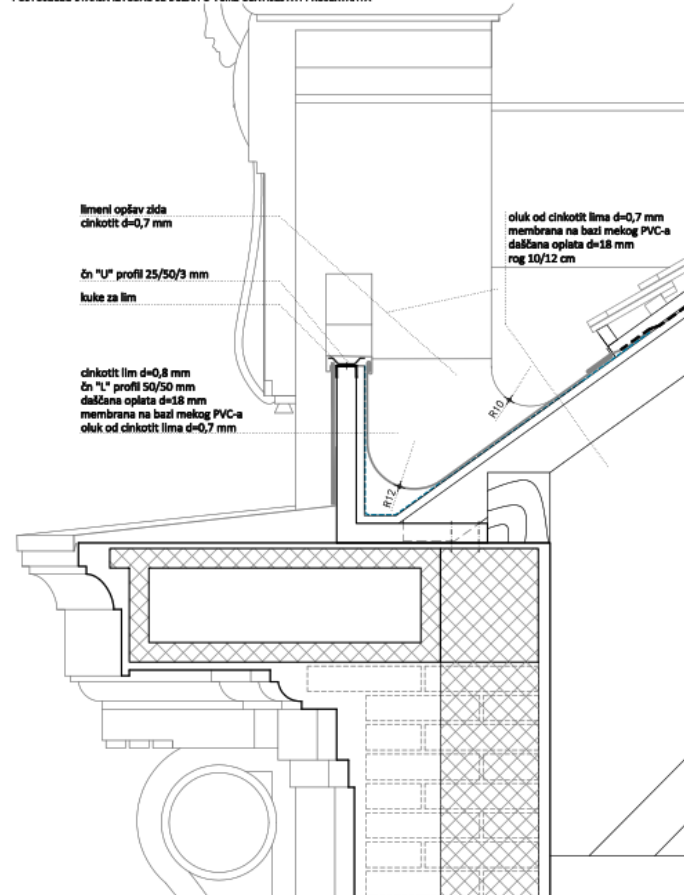 limeni opšav zida
cinkotit d=0,7 mm
oluk od cinkotit lima d=0,7 mm
membrana na bazi mekog PVC-a
daščana oplata d=18 mm
rog 10/12 cm
čn "U" profil 25/50/3 mm
kuke za lim
cinkotit lim d=0,8 mm
čn "L" profil 50/50 mm
daščana oplata d=18 mm
membrana na bazi mekog PVC-a
oluk od cinkotit lima d=0,7 mm
R10
R12